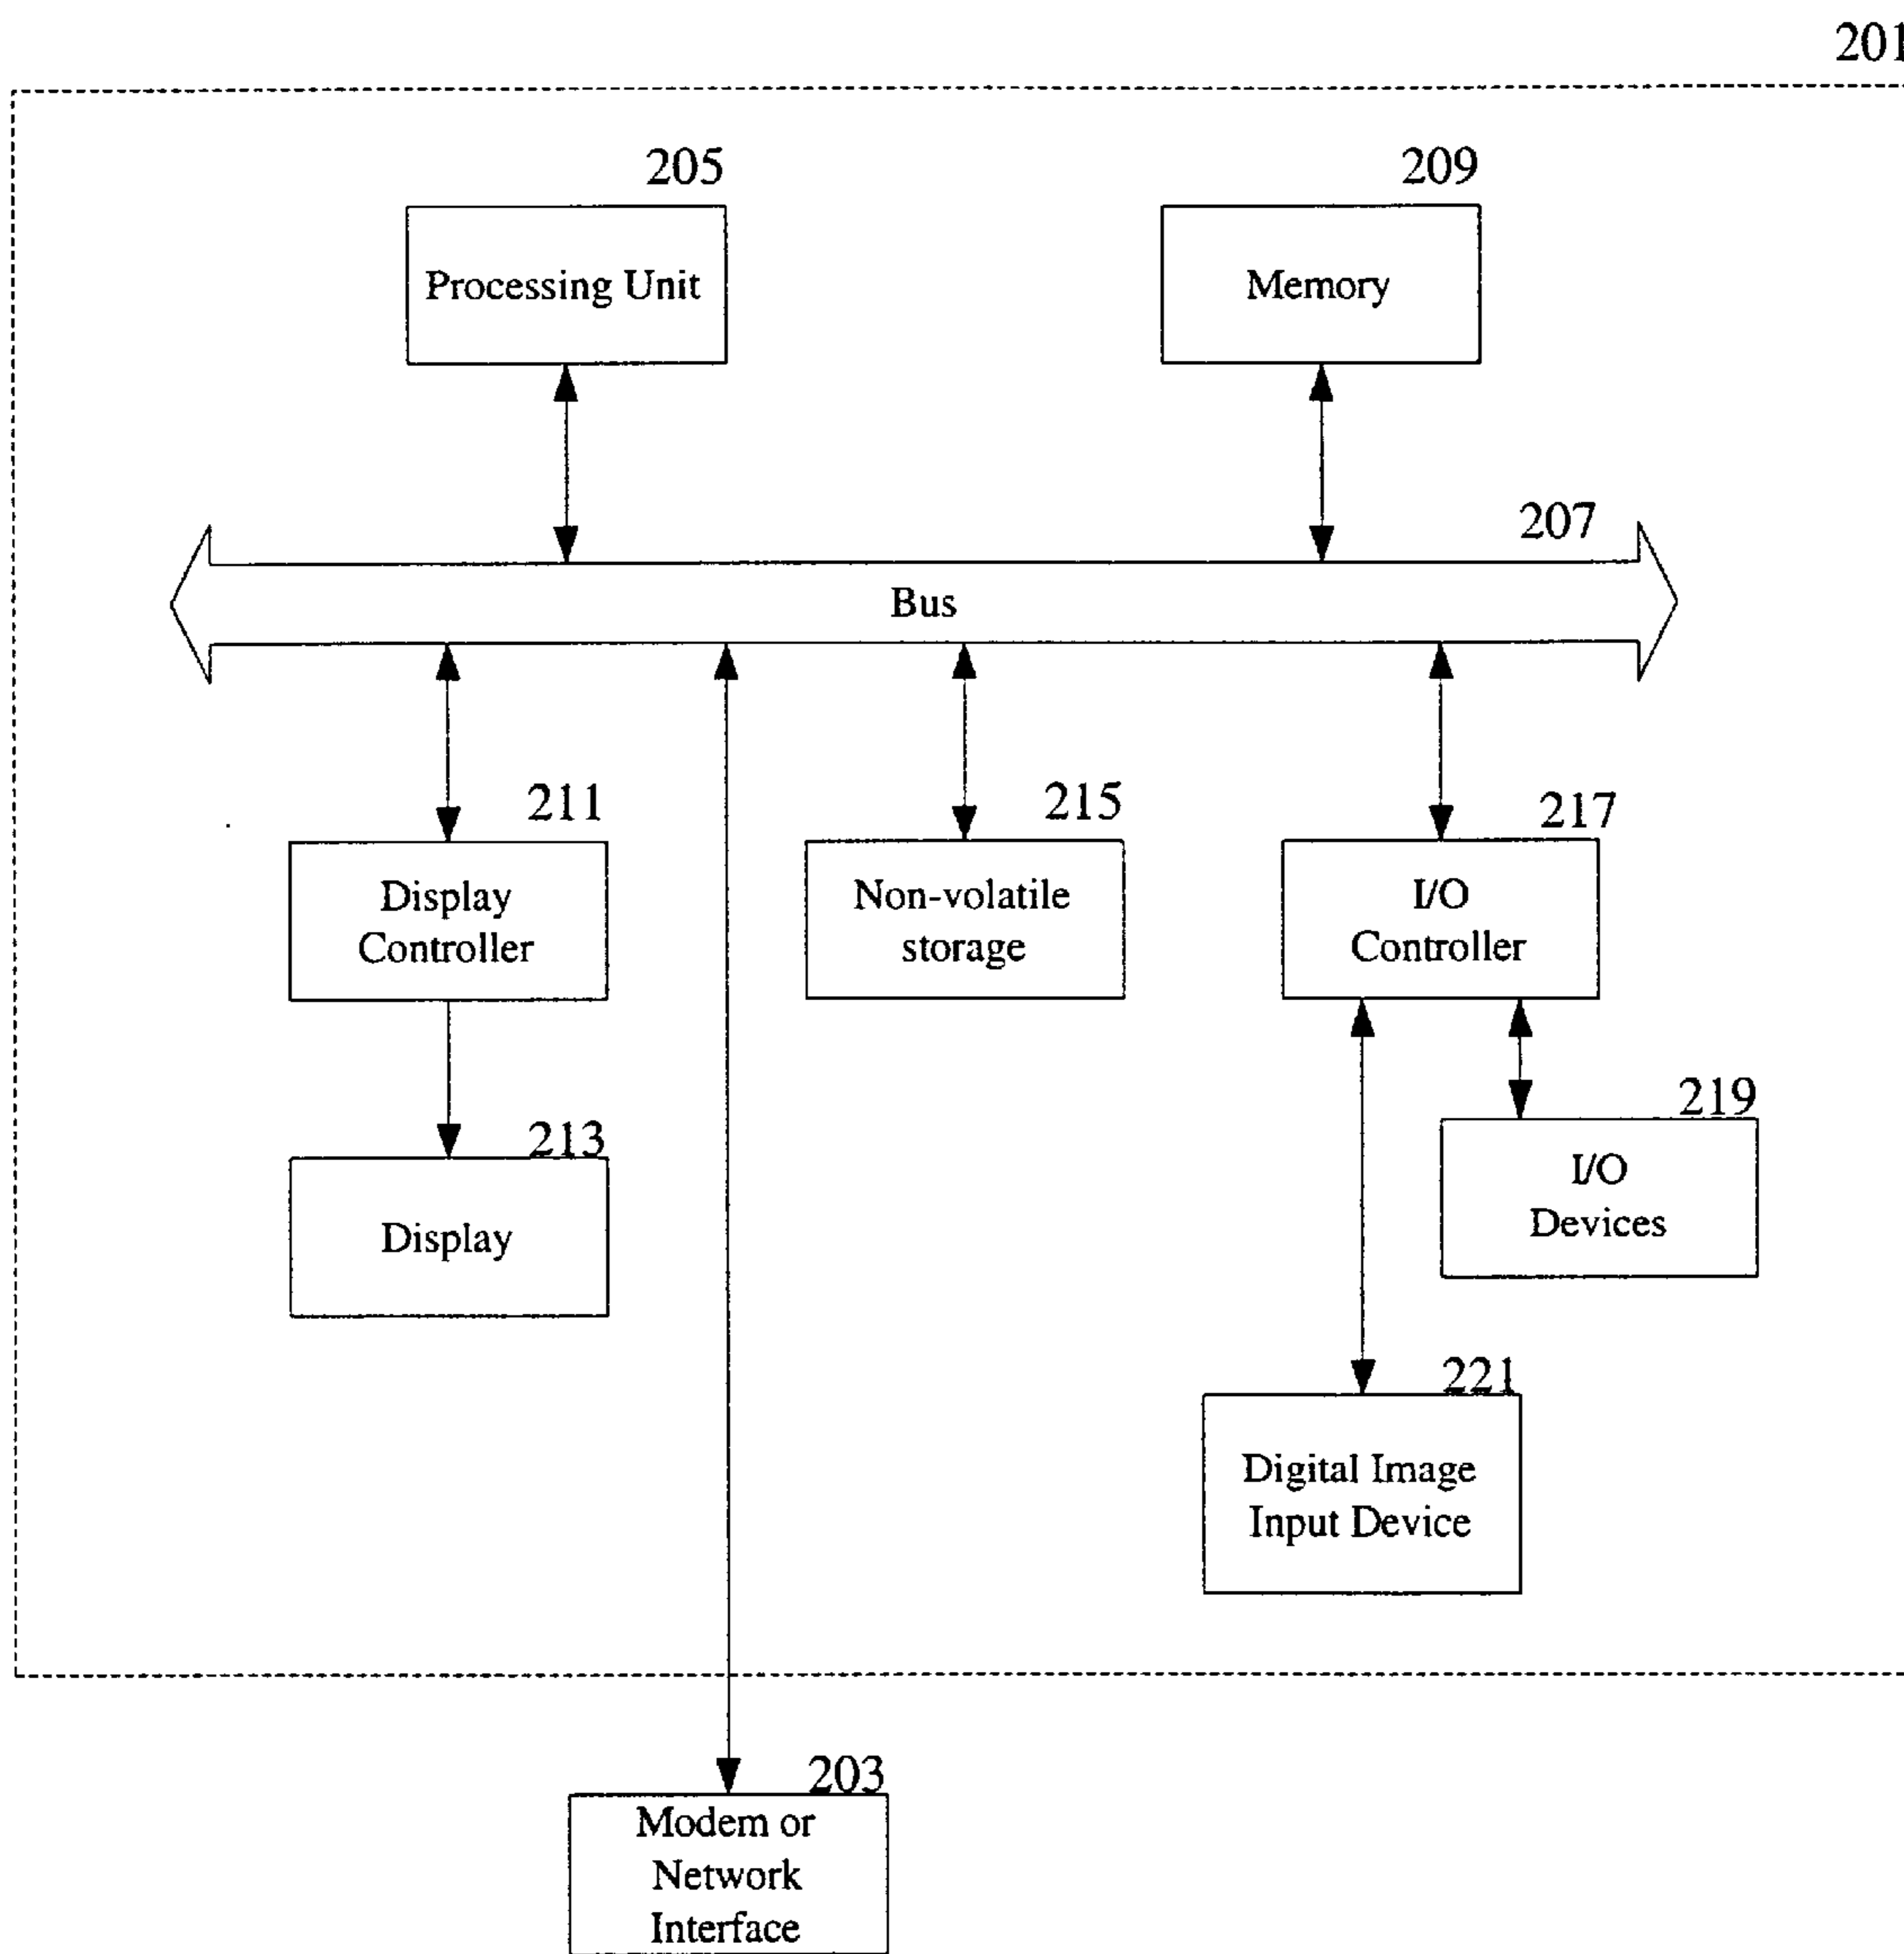 201
205
209
Processing Unit
Memory
207
Bus
211
215
217
Display
Controller
Non-volatile
storage
I/O
Controller
213
219
Display
I/O
Devices
221
Digital Image
Input Device
203
Modem or
Network
Interface